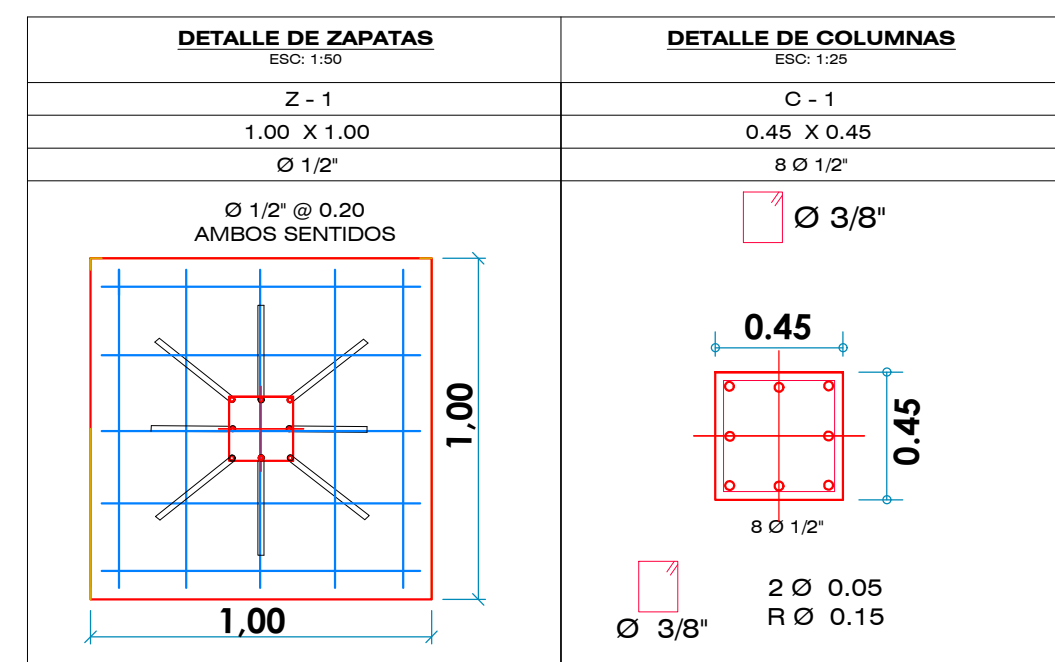 DETALLE DE ZAPATAS
ESC: 1:50
Z - 1
1.00 X 1.00
Ø 1/2"
Ø 1/2" @ 0.20
AMBOS SENTIDOS
1,00
1,00
DETALLE DE COLUMNAS
ESC: 1:25
C - 1
0.45 X 0.45
8 Ø 1/2"
Ø 3/8"
0.45
0.45
8 Ø 1/2"
Ø 3/8"
2 Ø 0.05
R Ø 0.15